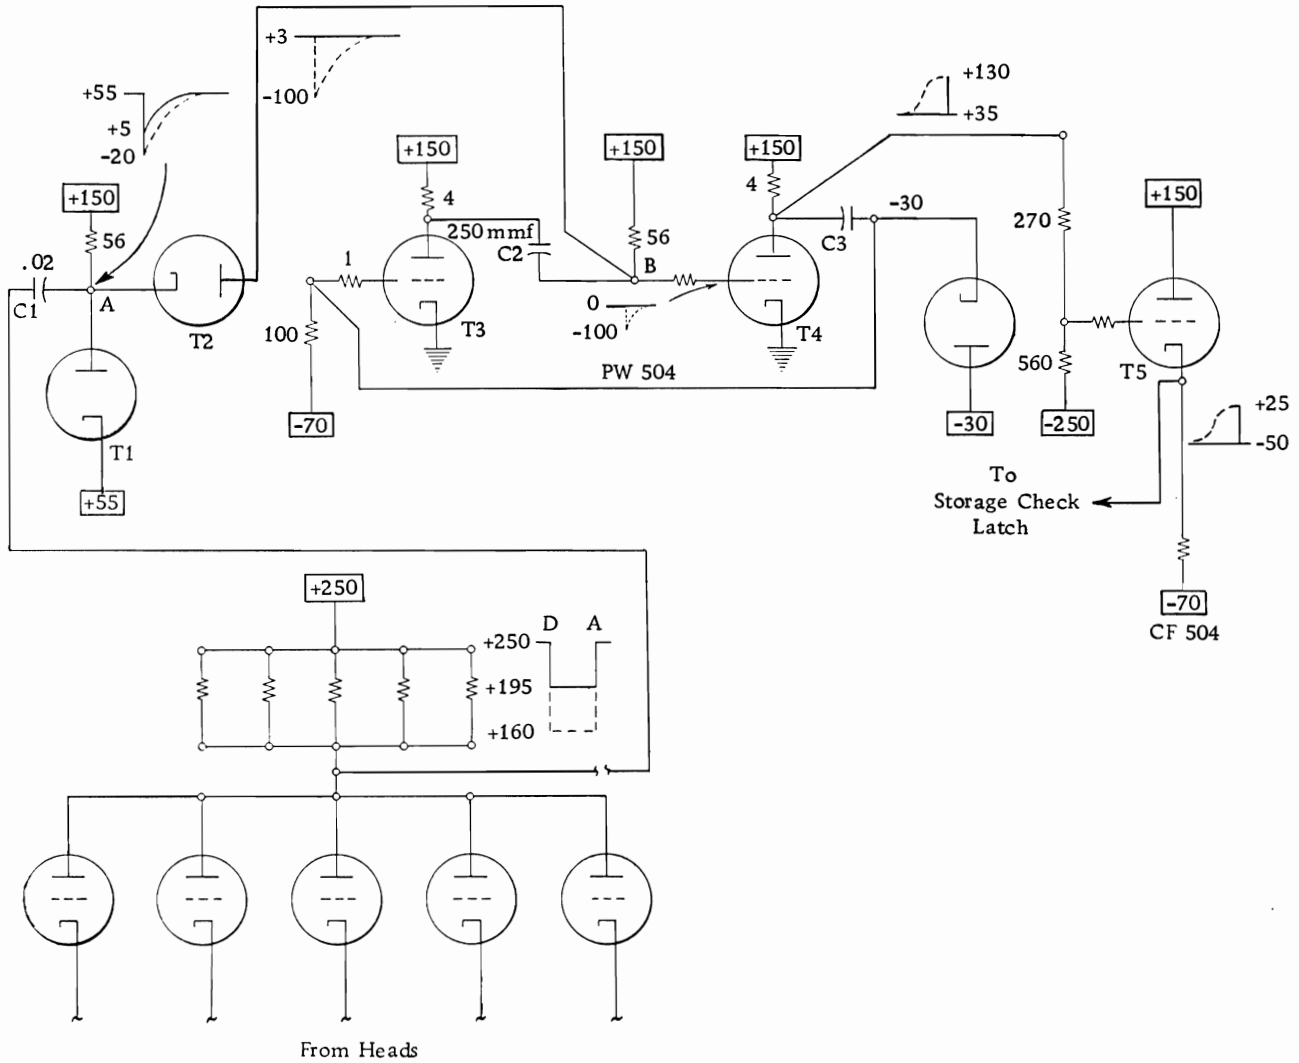 +3
-100
+55
+5
-20
+130
+35
+150
+150
+150
+150
+150
4
4
250 mmf
C2
56
B
-30
C3
270
56
.02
C1
A
T2
1
0
-100
T3
T4
T5
100
560
PW 504
-70
-30
-250
T1
+55
+25
-50
To
Storage Check
Latch
+250
D A
+250
+195
+160
-70
CF 504
From Heads